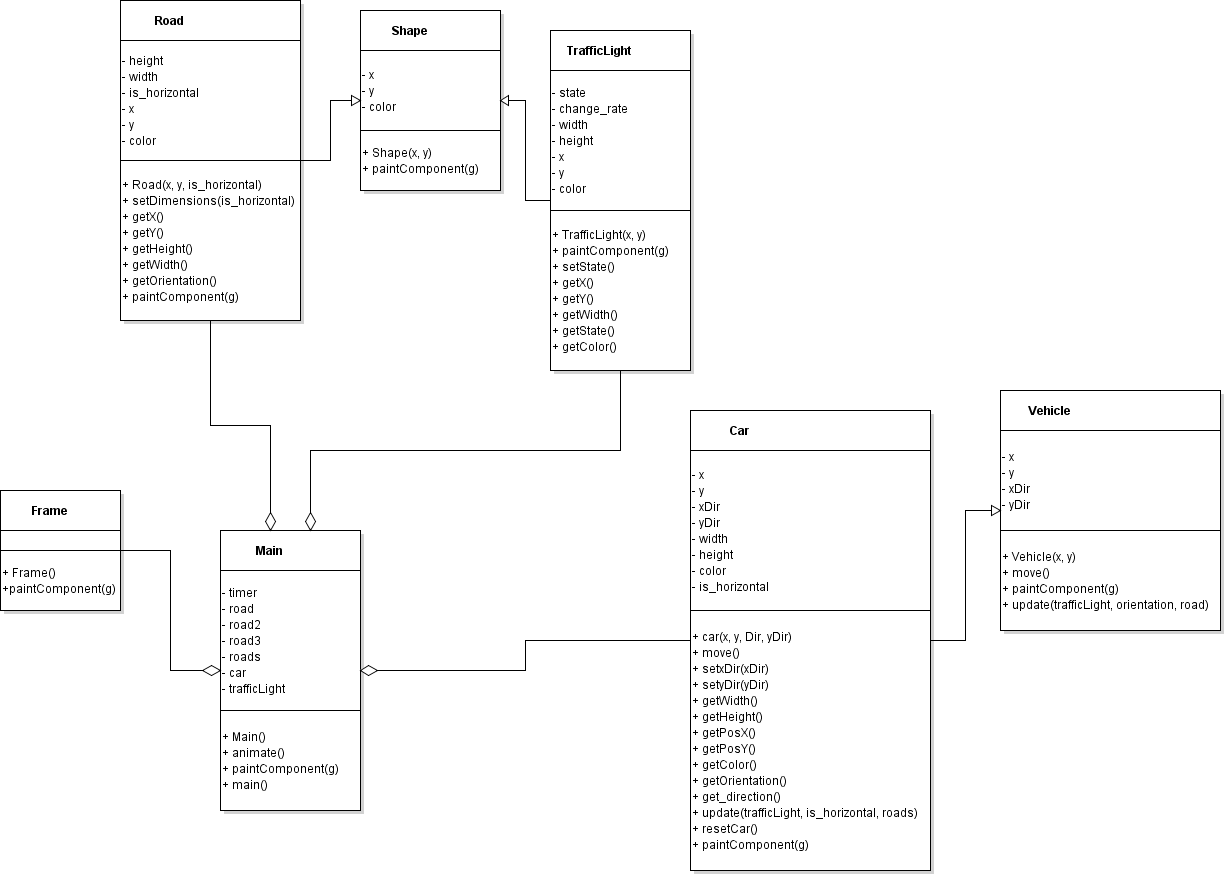 Road
- height
- width
- is_horizontal
- x
- y
- color
+ Road(x, y, is_horizontal)
+ setDimensions(is_horizontal)
+ getX()
+ getY()
+ getHeight()
+ getWidth()
+ getOrientation()
+ paintComponent(g)
Shape
- x
- y
- color
+ Shape(x, y)
+ paintComponent(g)
TrafficLight
- state
- change_rate
- width
- height
- x
- y
- color
+ TrafficLight(x, y)
+ paintComponent(g)
+ setState()
+ getX()
+ getY()
+ getWidth()
+ getState()
+ getColor()
Frame
+ Frame()
+paintComponent(g)
Main
- timer
- road
- road2
- road3
- roads
- car
- trafficLight
+ Main()
+ animate()
+ paintComponent(g)
+ main()
Car
- x
- y
- xDir
- yDir
- width
- height
- color
- is_horizontal
+ car(x, y, Dir, yDir)
+ move()
+ setxDir(xDir)
+ setyDir(yDir)
+ getWidth()
+ getHeight()
+ getPosX()
+ getPosY()
+ getColor()
+ getOrientation()
+ get_direction()
+ update(trafficLight, is_horizontal, roads)
+ resetCar()
+ paintComponent(g)
Vehicle
- x
- y
- xDir
- yDir
+ Vehicle(x, y)
+ move()
+ paintComponent(g)
+ update(trafficLight, orientation, road)